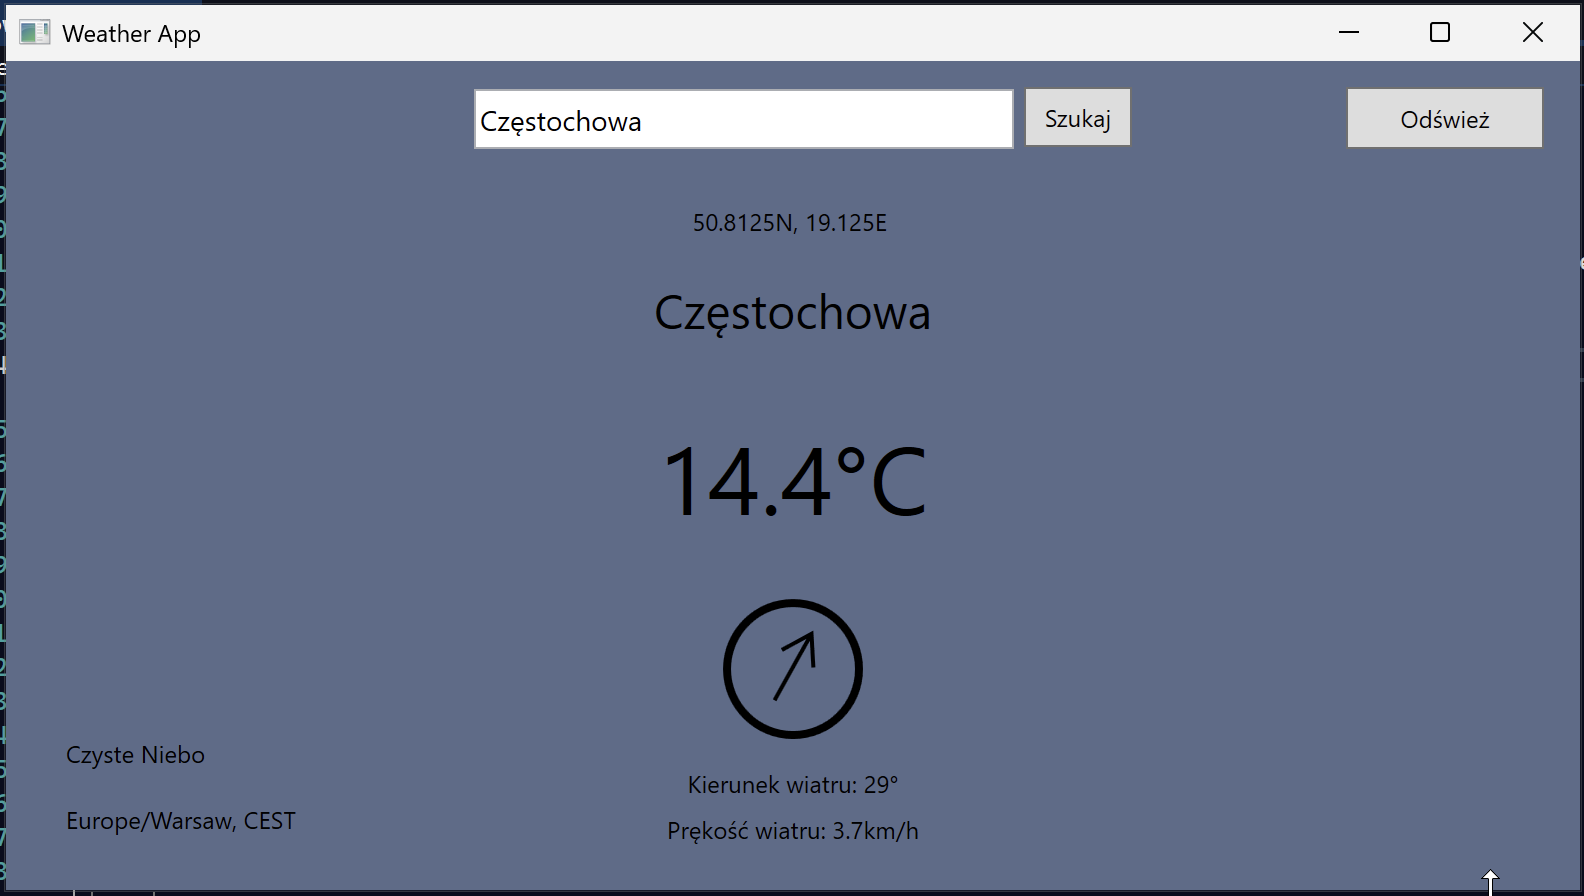 Weather App
Częstochowa
Szukaj
Odśwież
50.8125N, 19.125E
Częstochowa
14.4°C
Czyste Niebo
Kierunek wiatru: 29°
Europe/Warsaw, CEST
Prękość wiatru: 3.7km/h